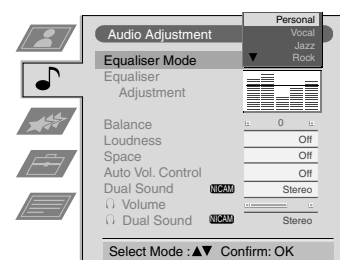 Personal
Audio Adjustment
Vocal
Jazz
▼ Rock
Equaliser Mode
Equaliser
Adjustment
Balance 0
Loudness Off
Space Off
Auto Vol. Control Off
Dual Sound NICAM Stereo
Volume
Dual Sound NICAM Stereo
Select Mode :▲▼ Confirm: OK